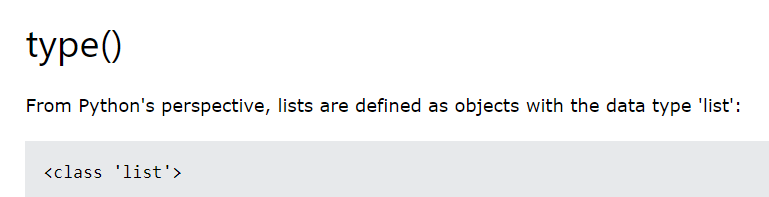 type()
From Python's perspective, lists are defined as objects with the data type 'list':
<class 'list'>